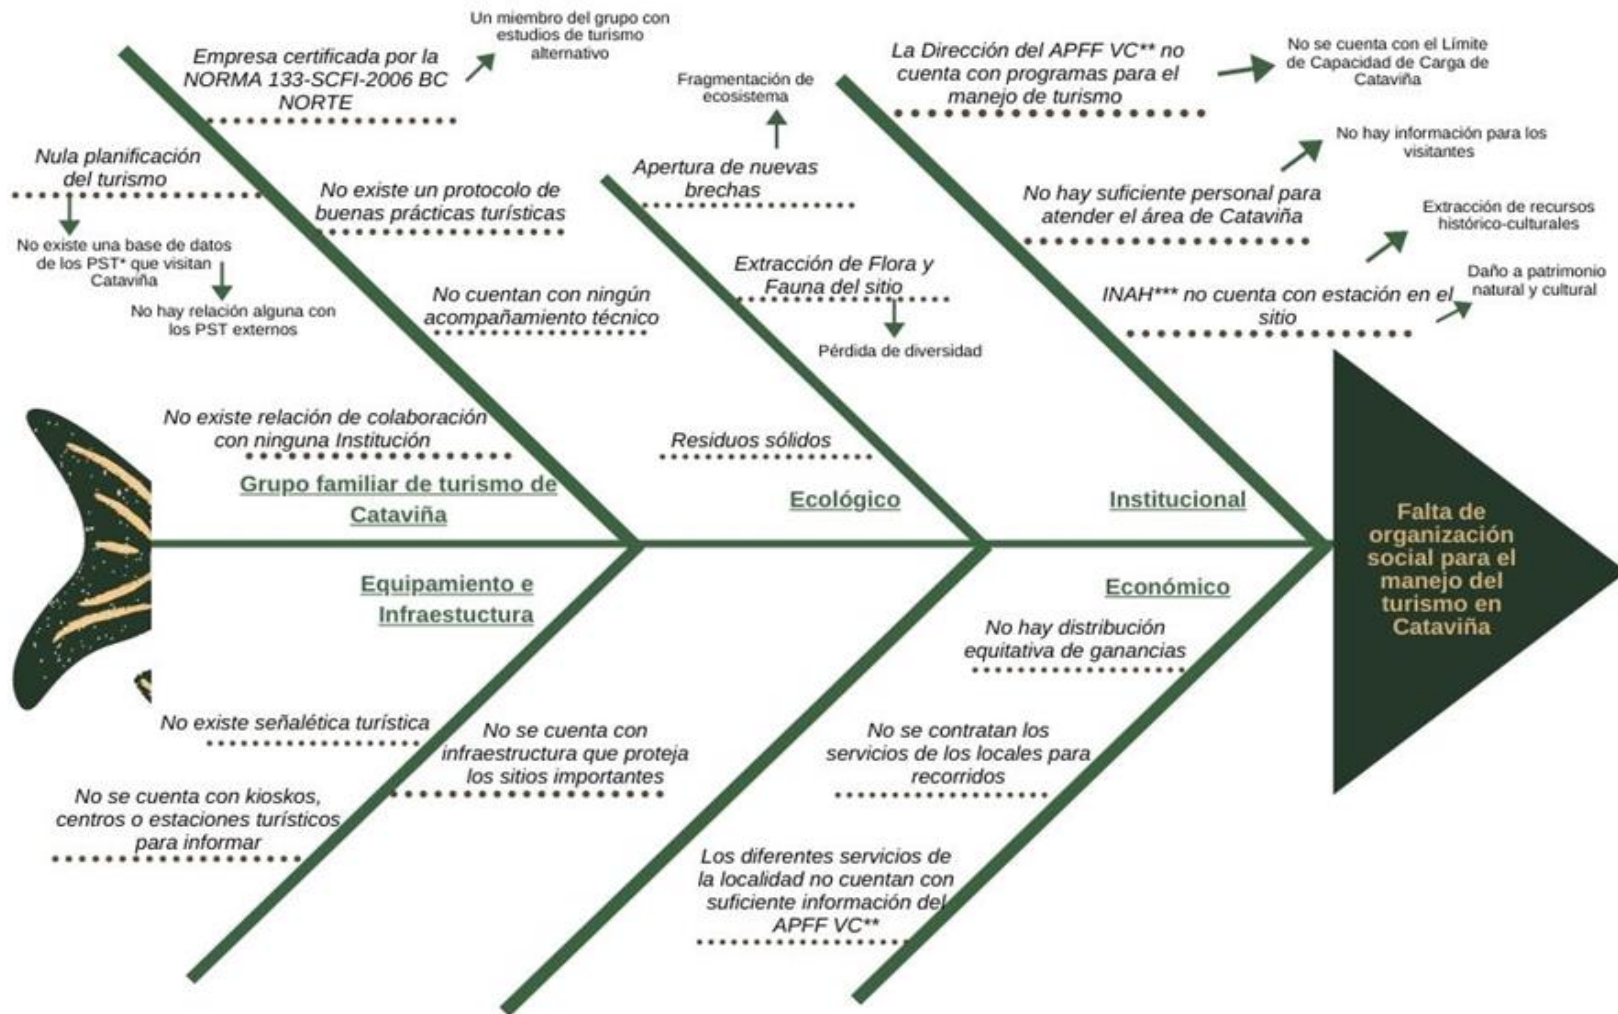 Un miembro del grupo con
estudios de turismo
alternativo
Empresa certificada por la
NORMA 133-SCFI-2006 BC
NORTE
Nula planificación
del turismo
No existe una base de datos
de los PST* que visitan
Cataviña
No hay relación alguna con
los PST externos
No existe un protocolo de
buenas prácticas turísticas
No cuentan con ningún
acompañamiento técnico
No existe relación de colaboración
con ninguna Institución
Grupo familiar de turismo de
Cataviña
Fragmentación de
ecosistema
Apertura de nuevas
brechas
Extracción de Flora y
Fauna del sitio
Pérdida de diversidad
Residuos sólidos
Ecológico
La Dirección del APFF VC** no
cuenta con programas para el
manejo de turismo
No se cuenta con el Límite
de Capacidad de Carga de
Cataviña
No hay suficiente personal para
atender el área de Cataviña
No hay información para los
visitantes
INAH*** no cuenta con estación en el
sitio
Extracción de recursos
histórico-culturales
Daño a patrimonio
natural y cultural
Institucional
Falta de
organización
social para el
manejo del
turismo en
Cataviña
Equipamiento e
Infraestuctura
No existe señalética turística
No se cuenta con kioskos,
centros o estaciones turísticos
para informar
No se cuenta con
infraestructura que proteja
los sitios importantes
Económico
No hay distribución
equitativa de ganancias
No se contratan los
servicios de los locales para
recorridos
Los diferentes servicios de
la localidad no cuentan con
suficiente información del
APFF VC**